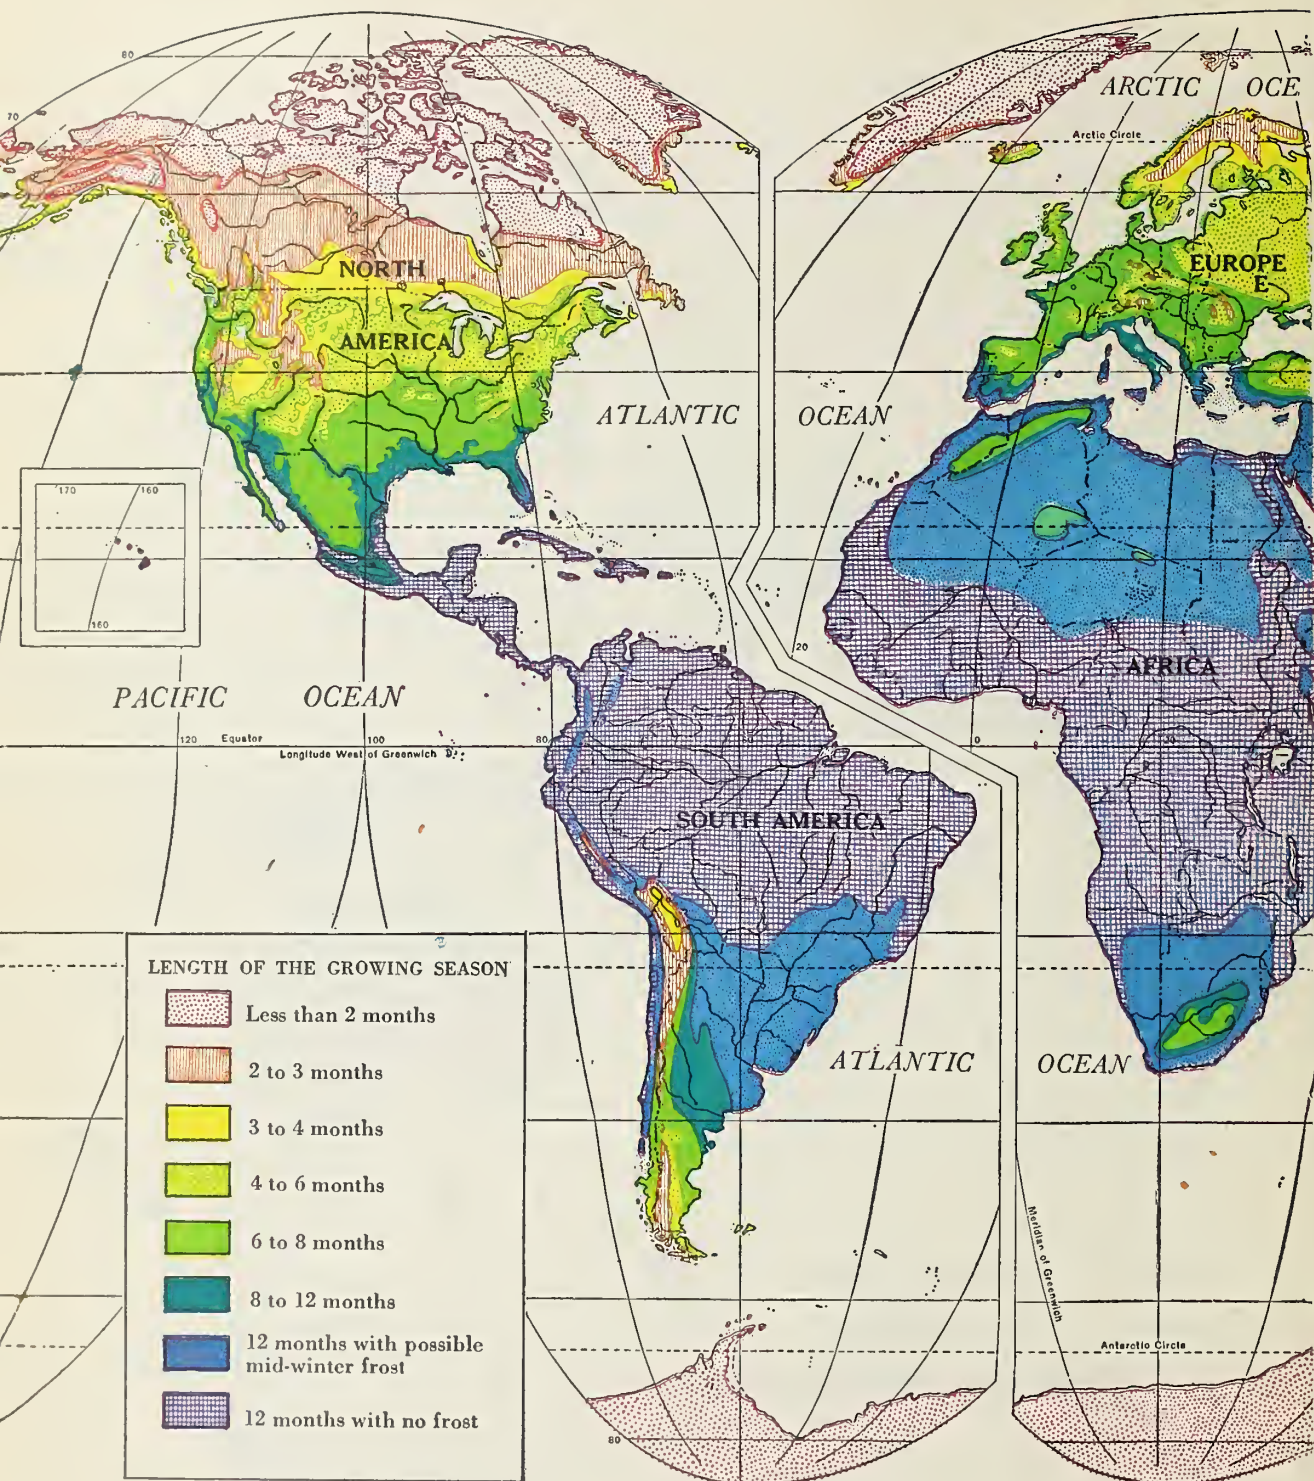 80
70
ARCTIC OCE
Arctic Circle
NORTH
AMERICA
EUROPE
E
ATLANTIC
OCEAN
170
160
160
20
AFRICA
PACIFIC
OCEAN
120
Equator
100
80
60
0
30
Longitude West of Greenwich
SOUTH AMERICA
LENGTH OF THE GROWING SEASON
Less than 2 months
2 to 3 months
3 to 4 months
4 to 6 months
6 to 8 months
8 to 12 months
12 months with possible
mid-winter frost
12 months with no frost
ATLANTIC
OCEAN
Meridian of Greenwich
Antarctic Circle
80